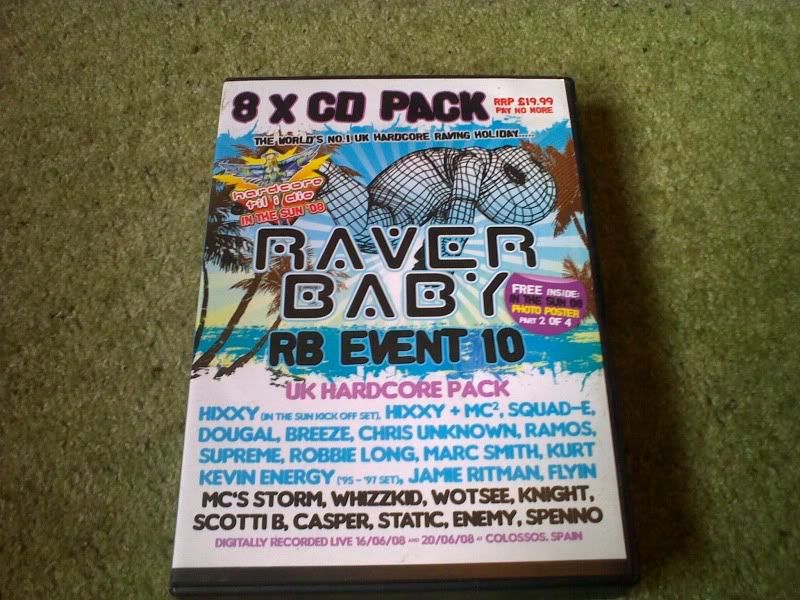 8 X CD PACK
RRP £19.99
PAY NO MORE
THE WORLD'S NO.1 UK HARDCORE RAVING HOLIDAY.....
hardcore
til i die
IN THE SUN '08
RAVER
BABY
FREE INSIDE:
IN THE SUN '08
PHOTO POSTER
PART 2 OF 4
RB EVENT 10
UK HARDCORE PACK
HIXXY (IN THE SUN KICK OFF SET), HIXXY + MC², SQUAD-E,
DOUGAL, BREEZE, CHRIS UNKNOWN, RAMOS,
SUPREME, ROBBIE LONG, MARC SMITH, KURT
KEVIN ENERGY ('95 - '97 SET), JAMIE RITMAN, FLYIN
MC'S STORM, WHIZZKID, WOTSEE, KNIGHT,
SCOTTI B, CASPER, STATIC, ENEMY, SPENNO
DIGITALLY RECORDED LIVE 16/06/08 AND 20/06/08 AT COLOSSOS, SPAIN